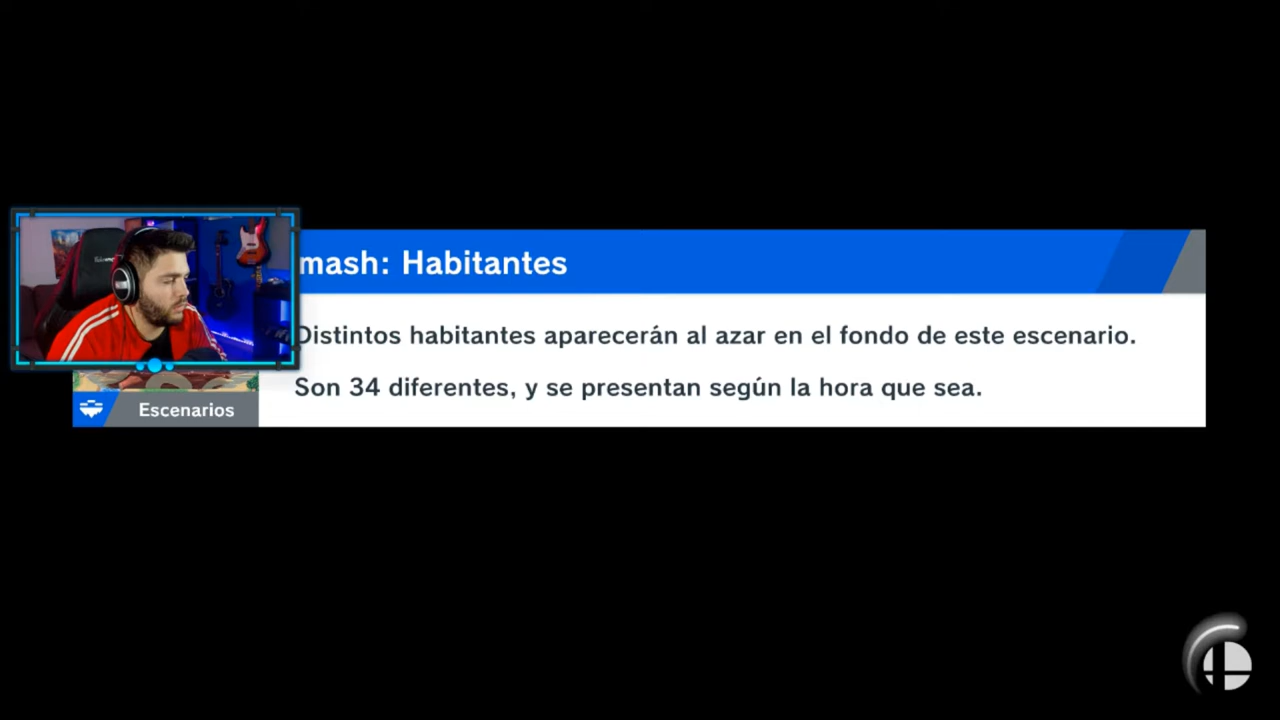 mash: Habitantes
Distintos habitantes aparecerán al azar en el fondo de este escenario.
Son 34 diferentes, y se presentan según la hora que sea.
Escenarios